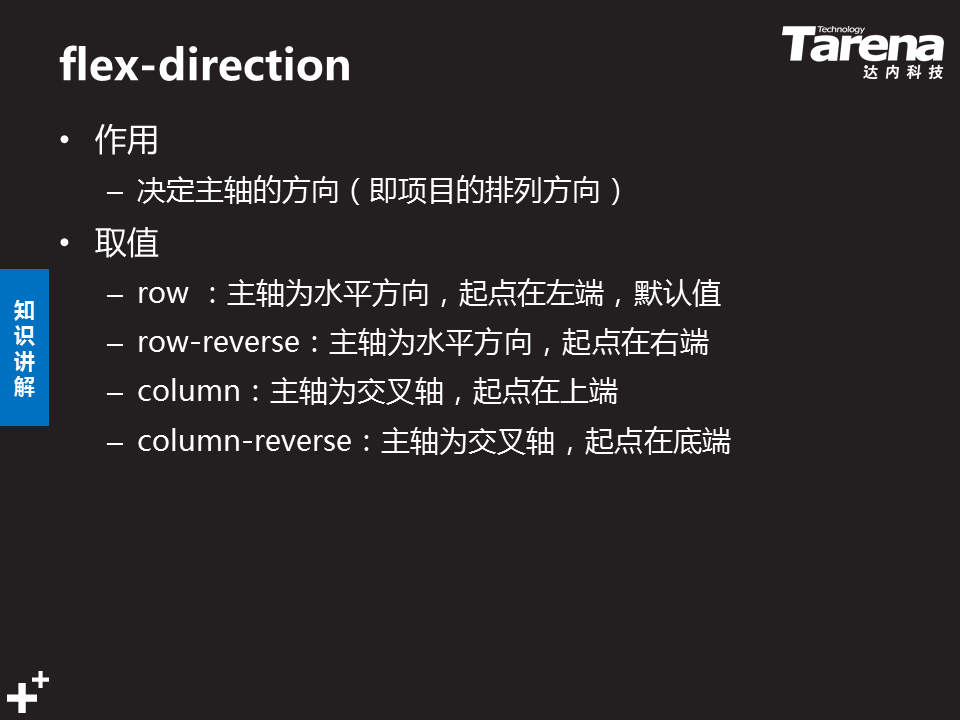 flex-direction
Technology
Tarena
达内科技
• 作用
– 决定主轴的方向（即项目的排列方向）
• 取值
– row ：主轴为水平方向，起点在左端，默认值
– row-reverse：主轴为水平方向，起点在右端
– column：主轴为交叉轴，起点在上端
– column-reverse：主轴为交叉轴，起点在底端
知识讲解